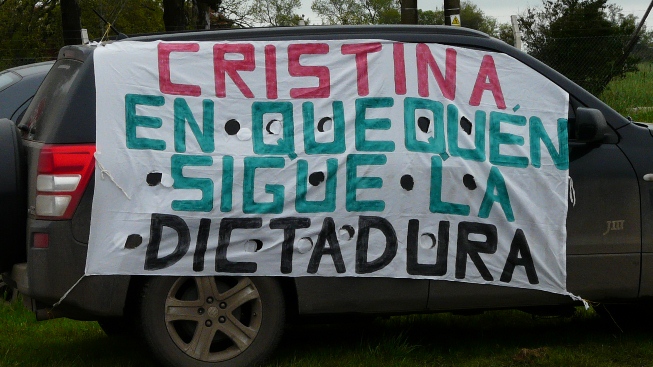 CRISTINA
EN QUEQUÉN
SIGUE LA
DICTADURA